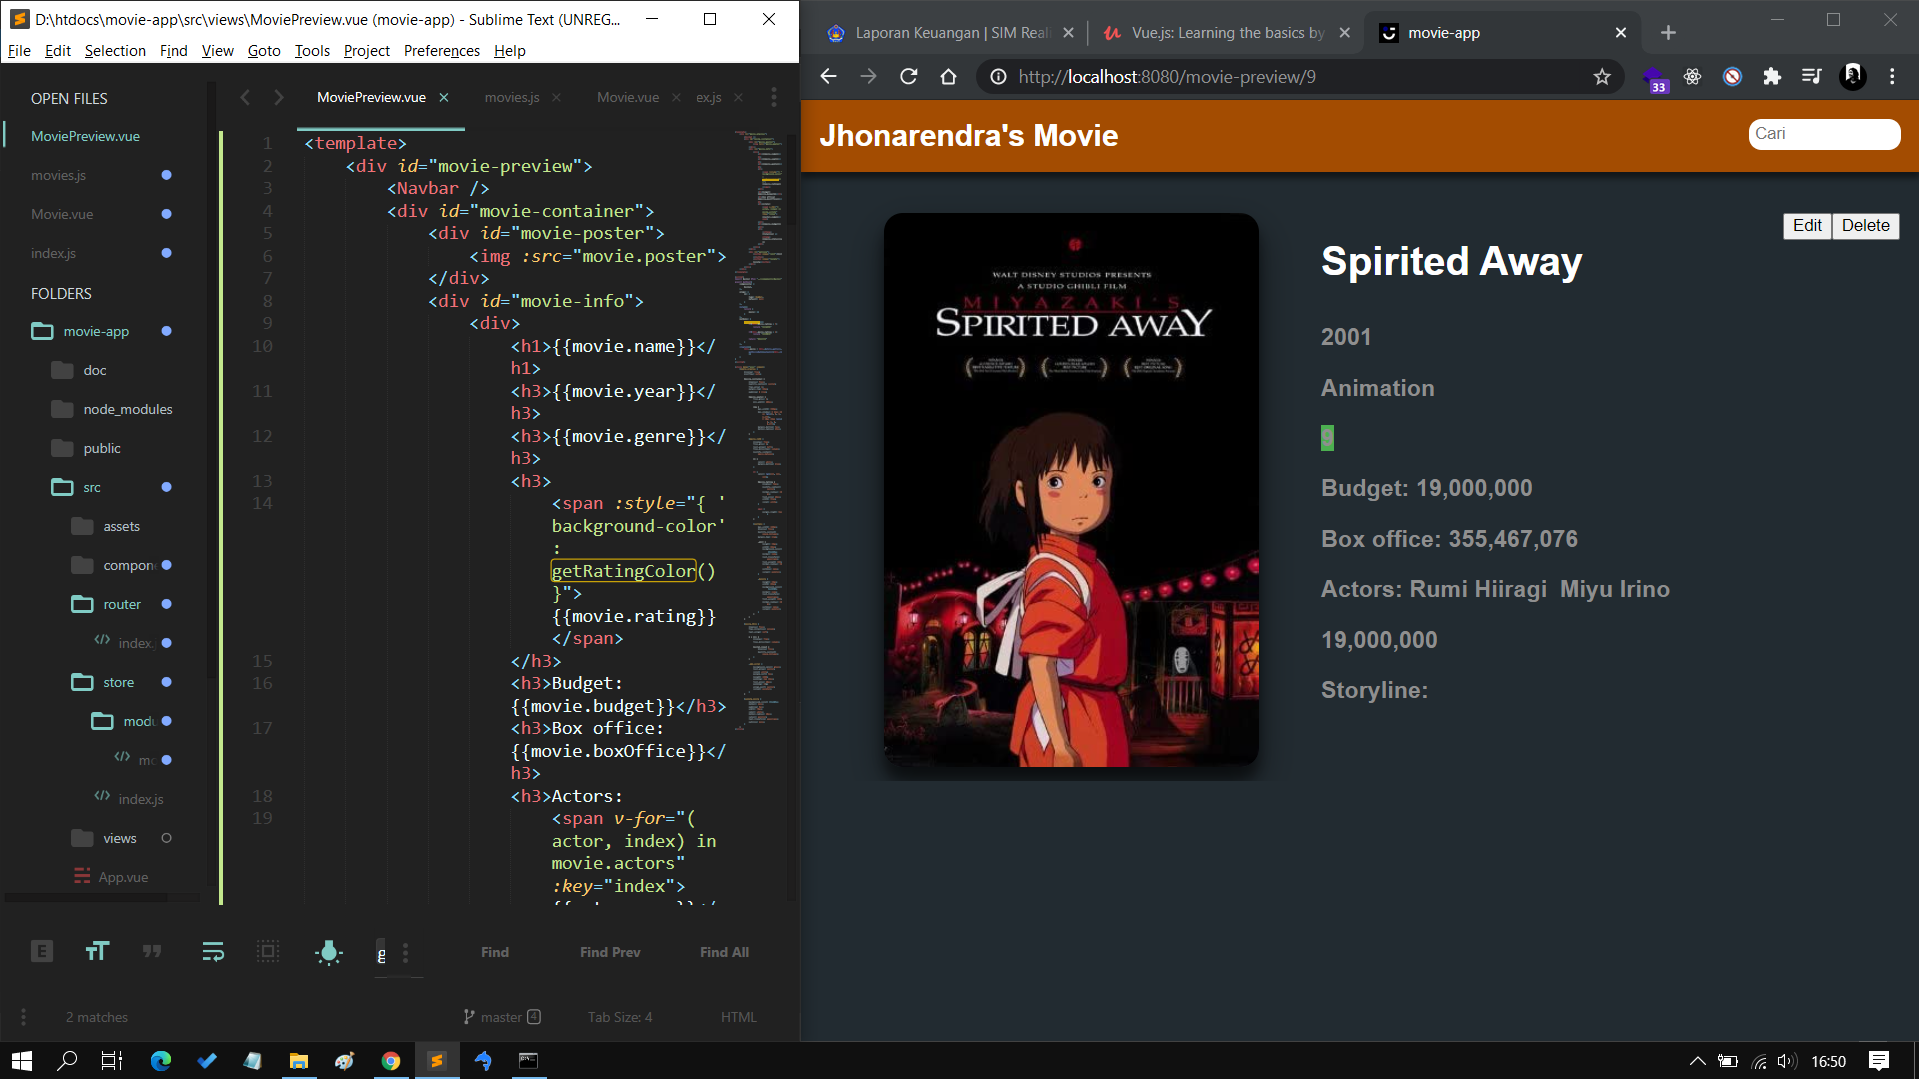 D:\htdocs\movie-app\src\views\MoviePreview.vue (movie-app) - Sublime Text (UNREG...
File Edit Selection Find View Goto Tools Project Preferences Help
OPEN FILES
MoviePreview.vue
movies.js
Movie.vue
index.js
FOLDERS
movie-app
doc
node_modules
public
src
assets
compon
router
index.
store
modu
mo
index.js
views
App.vue
MoviePreview.vue movies.js Movie.vue ex.js
1 <template>
2 <div id="movie-preview">
3 <Navbar />
4 <div id="movie-container">
5 <div id="movie-poster">
6 <img :src="movie.poster">
7 </div>
8 <div id="movie-info">
9 <div>
10 <h1>{{movie.name}}</
h1>
11 <h3>{{movie.year}}</
h3>
12 <h3>{{movie.genre}}</
h3>
13 <h3>
14 <span :style="{ '
background-color'
:
getRatingColor()
}">
{{movie.rating}}
</span>
15 </h3>
16 <h3>Budget:
{{movie.budget}}</h3>
17 <h3>Box office:
{{movie.boxOffice}}</
h3>
18 <h3>Actors:
19 <span v-for="(
actor, index) in
movie.actors"
:key="index">
g
Find Find Prev Find All
2 matches master 4 Tab Size: 4 HTML
Laporan Keuangan | SIM Real
Vue.js: Learning the basics by
movie-app
http://localhost:8080/movie-preview/9
33
Jhonarendra's Movie
Cari
Edit Delete
WALT DISNEY STUDIOS PRESENTS
A STUDIO GHIBLI FILM
MIYAZAKI'S
SPIRITED AWAY
Spirited Away
2001
Animation
9
Budget: 19,000,000
Box office: 355,467,076
Actors: Rumi Hiiragi Miyu Irino
19,000,000
Storyline:
16:50